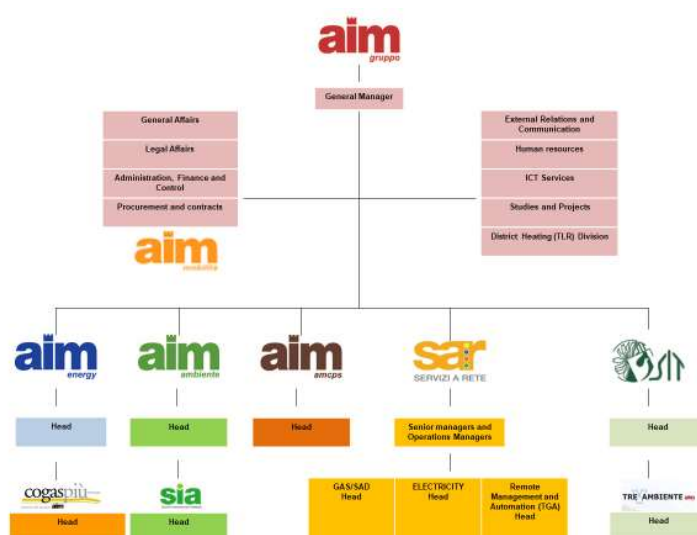 aim
gruppo
General Manager
General Affairs
Legal Affairs
Administration, Finance and
Control
Procurement and contracts
External Relations and
Communication
Human resources
ICT Services
Studies and Projects
District Heating (TLR) Division
aim
mobilità
aim
energy
aim
ambiente
aim
amcps
sar
SERVIZI A RETE
SIT
Head
Head
Head
Senior managers and
Operations Managers
Head
cogaspiù
aim
Head
sia
Head
GAS/SAD
Head
ELECTRICITY
Head
Remote
Management and
Automation (TGA)
Head
TRE V AMBIENTE
Head